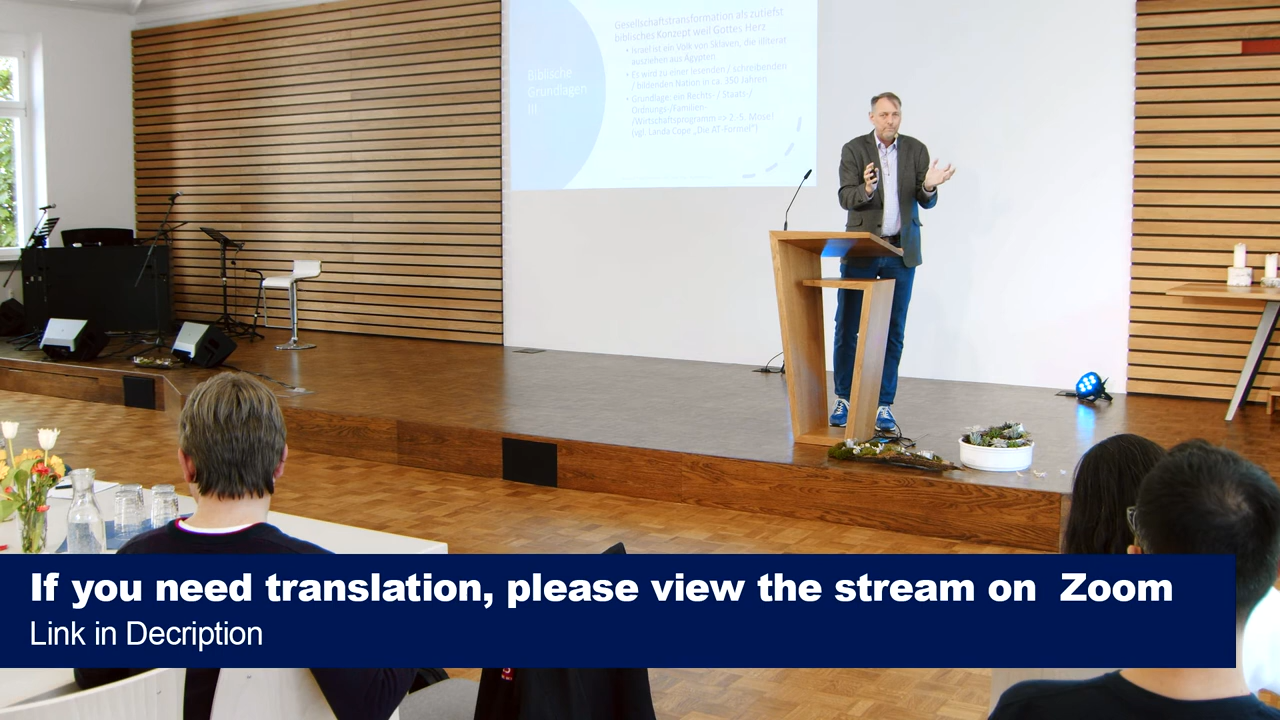 Gesellschaftstransformation als zutiefst
biblisches Konzept weil Gottes Herz
• Israel ist ein Volk von Sklaven, die illiterat
ausziehen aus Ägypten
• Es wird zu einer lesenden / schreibenden
/ bildenden Nation in ca. 350 Jahren
• Grundlage: ein Rechts- / Staats-/
Ordnungs-/Familien
/Wirtschaftsprogramm => 2.-5. Mose!
(vgl. Landa Cope „Die AT-Formel“)
Biblische
Grundlagen
III
If you need translation, please view the stream on  Zoom
Link in Decription